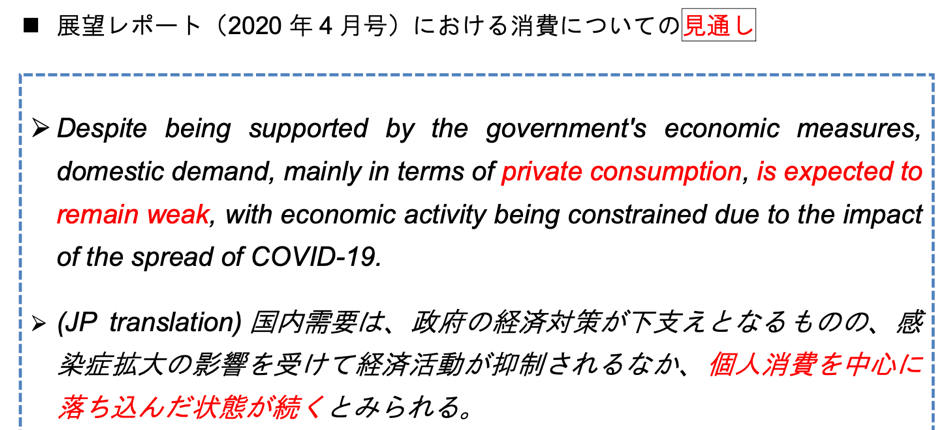 ■ 展望レポート（2020 年 4 月号）における消費についての見通し
➢ Despite being supported by the government's economic measures,
domestic demand, mainly in terms of private consumption, is expected to
remain weak, with economic activity being constrained due to the impact
of the spread of COVID-19.
➢ (JP translation) 国内需要は、政府の経済対策が下支えとなるものの、感
染症拡大の影響を受けて経済活動が抑制されるなか、個人消費を中心に
落ち込んだ状態が続くとみられる。